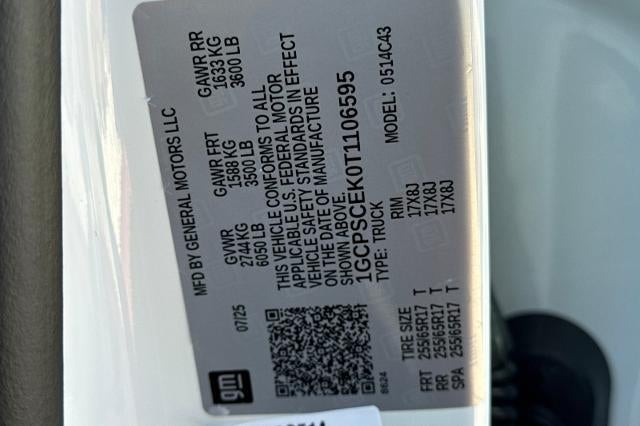 MFD BY GENERAL MOTORS LLC
07/25
GVWR
2744KG
6050 LB
GAWR FRT
1588 KG
3500 LB
GAWR RR
1633 KG
3600 LB
THIS VEHICLE CONFORMS TO ALL
APPLICABLE U.S. FEDERAL MOTOR
VEHICLE SAFETY STANDARDS IN EFFECT
ON THE DATE OF MANUFACTURE
SHOWN ABOVE.
1GCPSCEK0T1106595
TYPE: TRUCK
MODEL: 0514C43
gm
8624
TIRE SIZE RIM
FRT 255/65R17 T 17X8J
RR 255/65R17 T 17X8J
SPA 255/65R17 T 17X8J